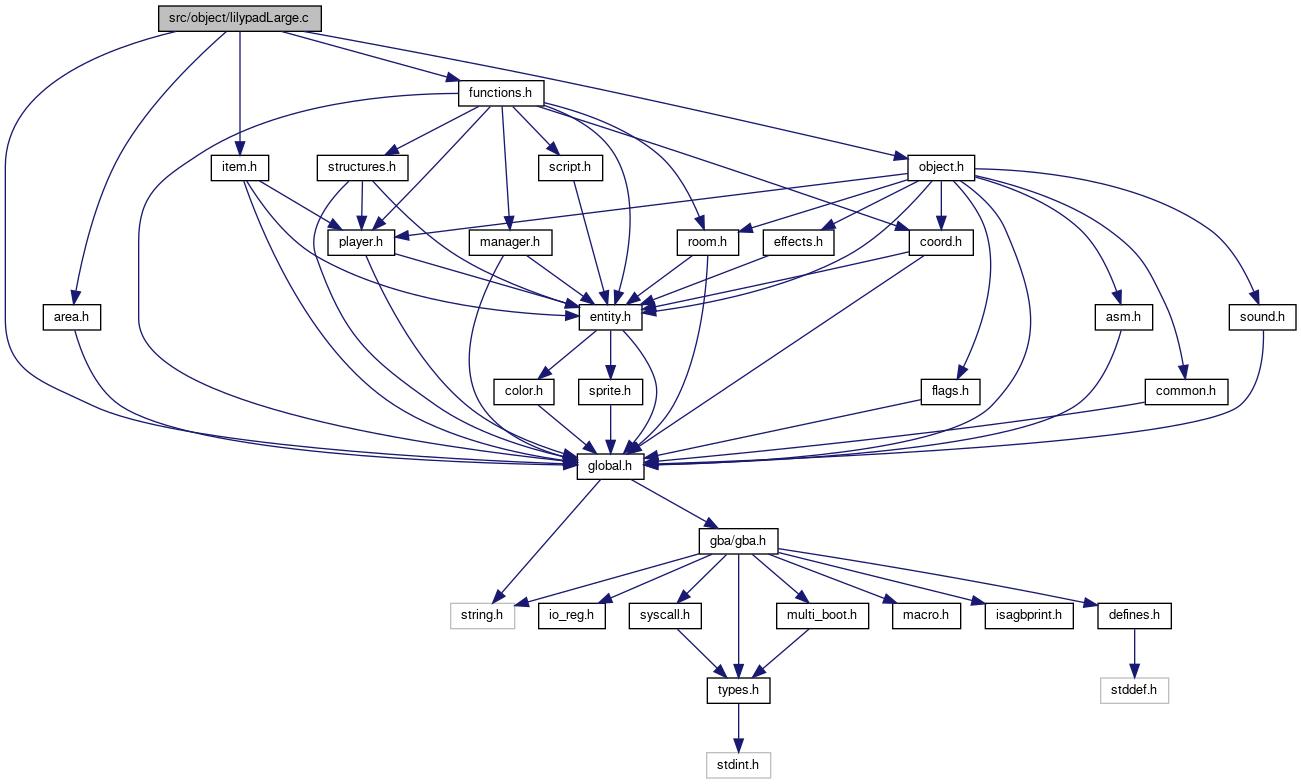 src/object/lilypadLarge.c
functions.h
item.h
structures.h
script.h
object.h
player.h
manager.h
room.h
effects.h
coord.h
area.h
entity.h
asm.h
sound.h
color.h
sprite.h
flags.h
common.h
global.h
gba/gba.h
string.h
io_reg.h
syscall.h
multi_boot.h
macro.h
isagbprint.h
defines.h
types.h
stddef.h
stdint.h